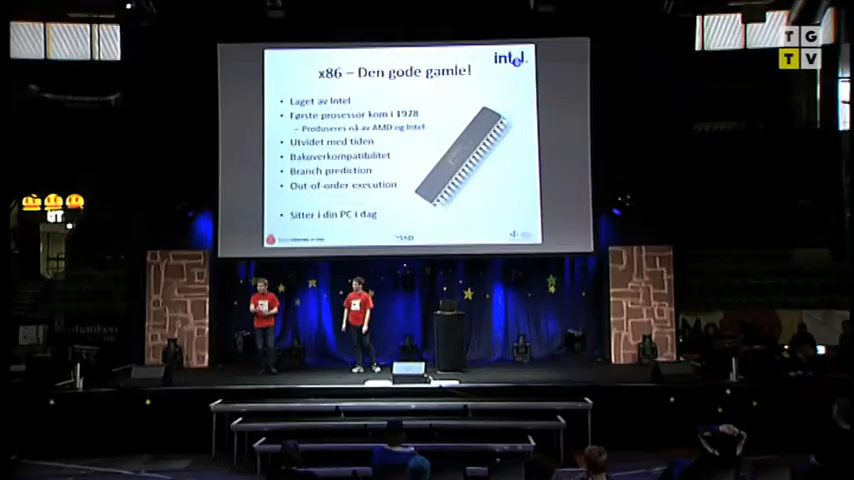 TG
TV
intel
x86 – Den gode gamle!
• Laget av Intel
• Første prosessor kom i 1978
– Produseres nå av AMD og Intel
• Utvidet med tiden
• Bakoverkompatibilitet
• Branch prediction
• Out-of-order execution
• Sitter i din PC i dag